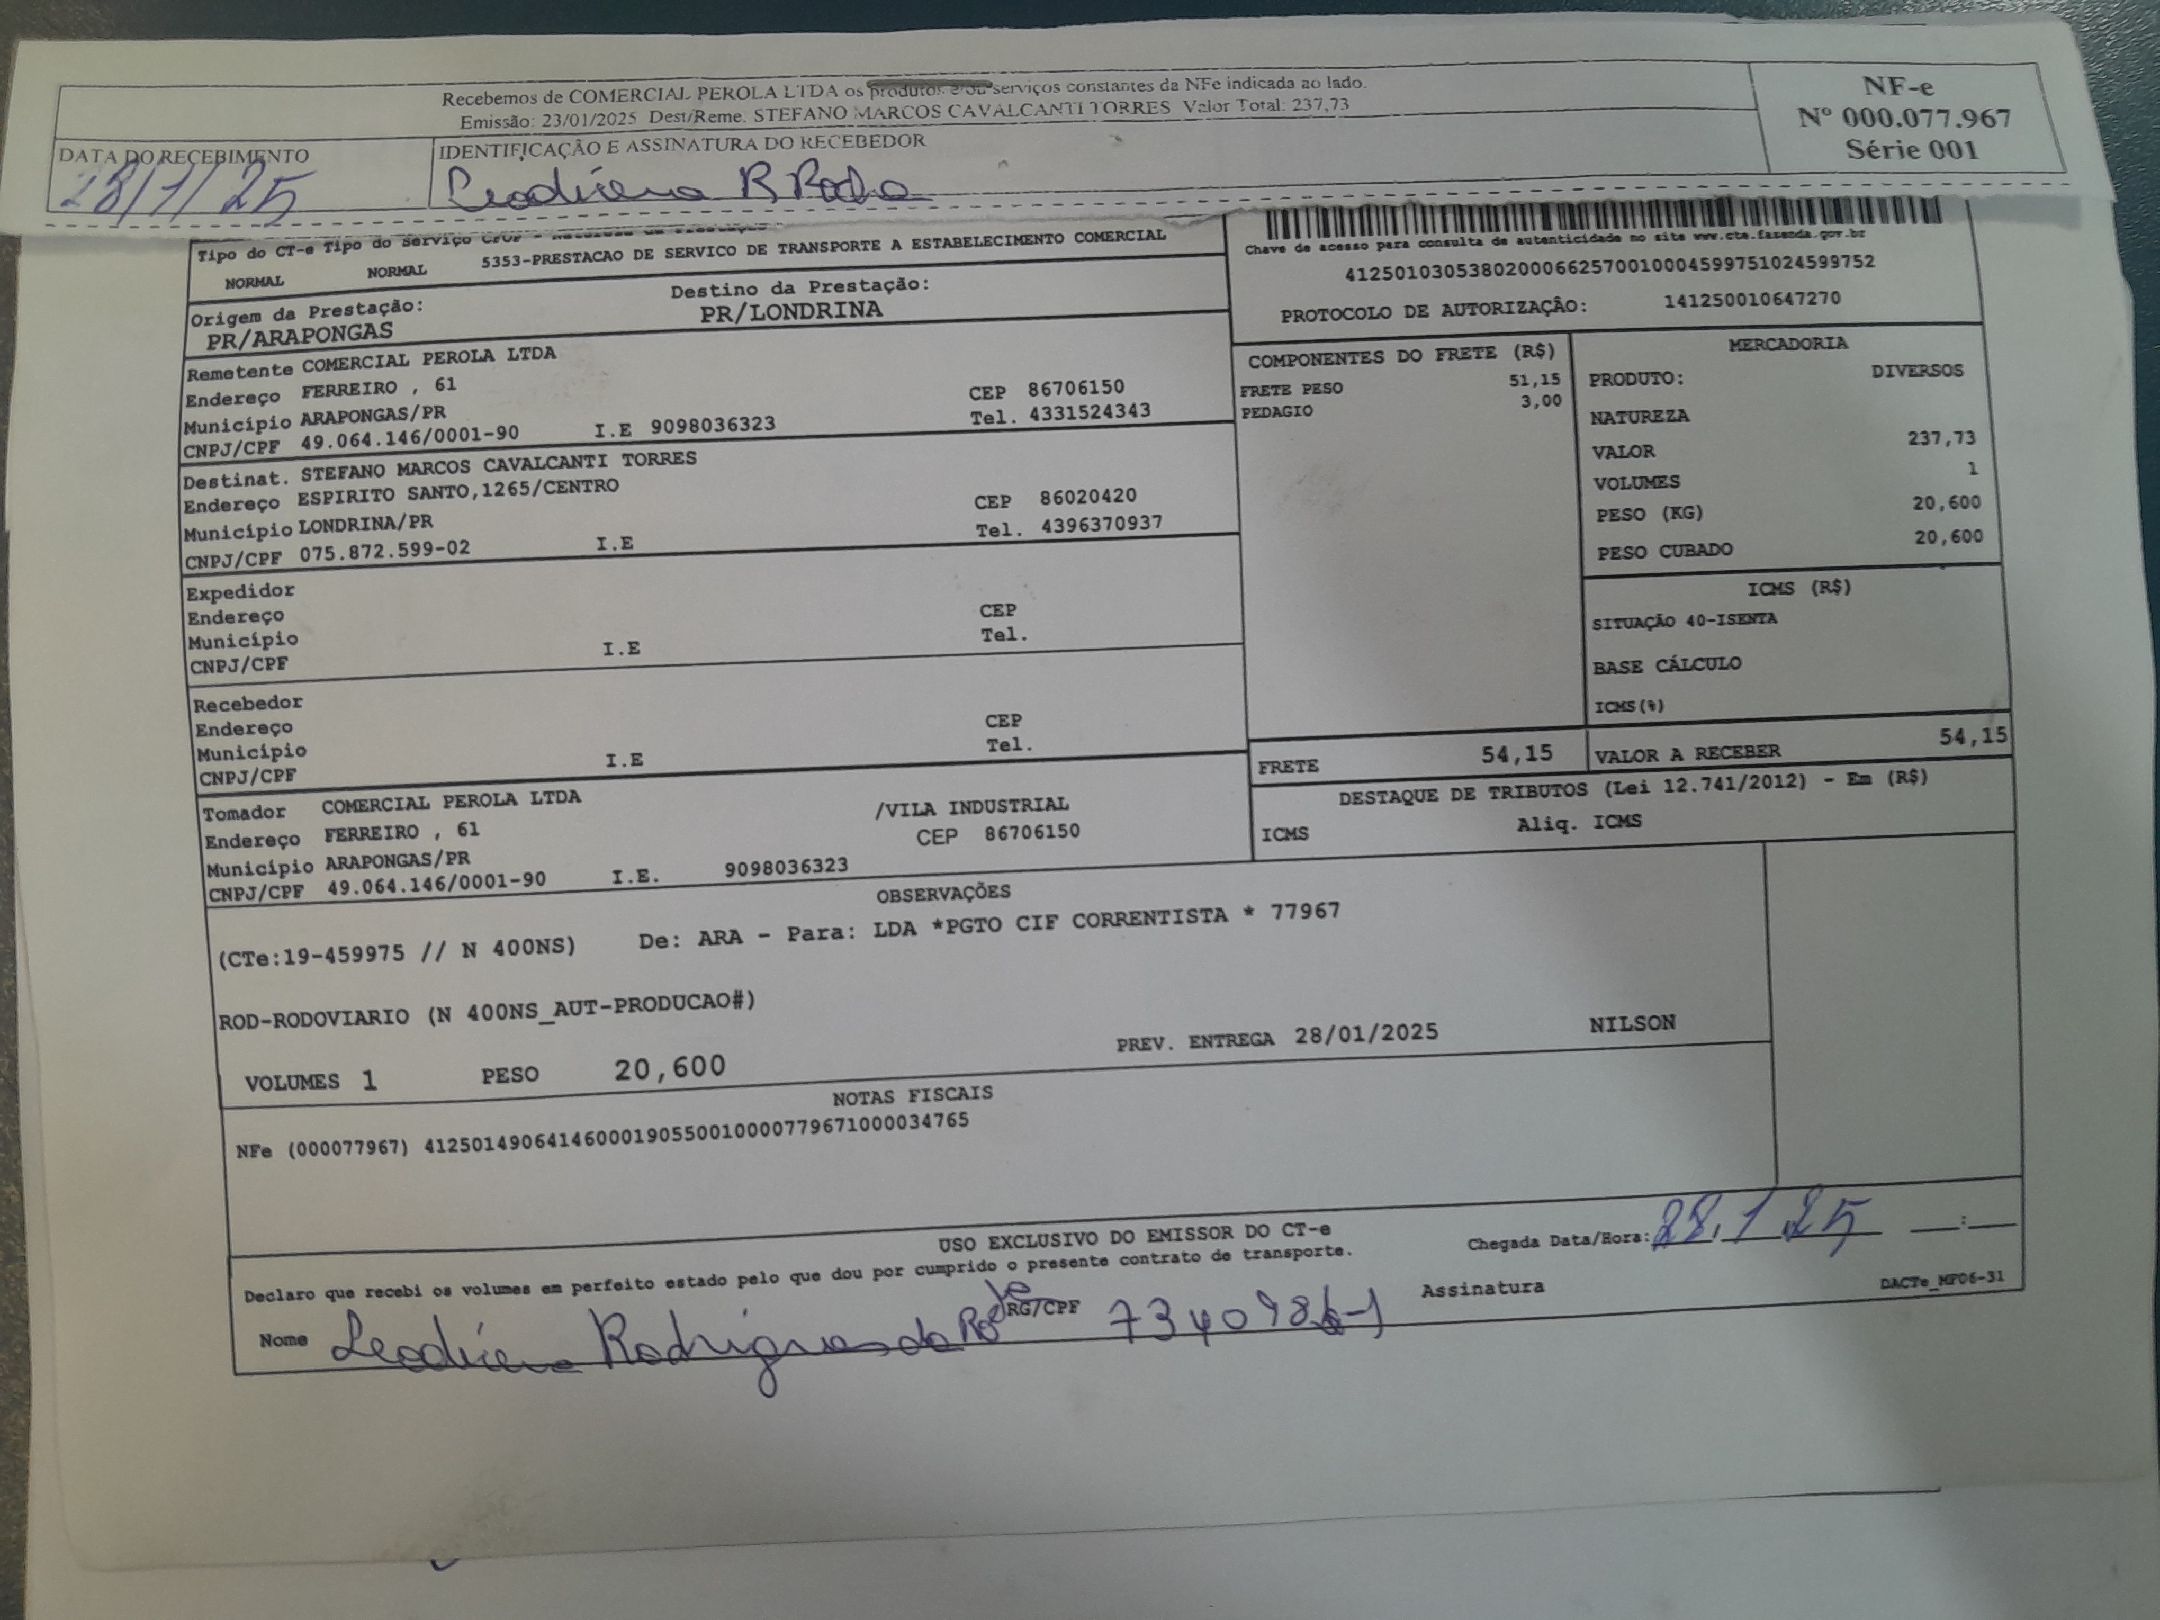 Recebemos de COMERCIAL PEROLA LTDA os produtos e/ou serviços constantes da NFe indicada ao lado.
Emissão: 23/01/2025 Dest/Reme. STEFANO MARCOS CAVALCANTI TORRES Valor Total: 237,73
NF-e
Nº 000.077.967
Série 001
DATA DO RECEBIMENTO
28/1/25
IDENTIFICAÇÃO E ASSINATURA DO RECEBEDOR
R Rocha
Tipo do CT-e Tipo do Serviço CFOP - Natureza da Prestação
NORMAL NORMAL 5353-PRESTACAO DE SERVICO DE TRANSPORTE A ESTABELECIMENTO COMERCIAL
Chave de acesso para consulta de autenticidade no site www.cte.fazenda.gov.br
41250103053802000662570010004599751024599752
PROTOCOLO DE AUTORIZAÇÃO: 141250010647270
Origem da Prestação: Destino da Prestação:
PR/ARAPONGAS PR/LONDRINA
Remetente COMERCIAL PEROLA LTDA
Endereço FERREIRO , 61 CEP 86706150
Município ARAPONGAS/PR Tel. 4331524343
CNPJ/CPF 49.064.146/0001-90 I.E 9098036323
Destinat. STEFANO MARCOS CAVALCANTI TORRES
Endereço ESPIRITO SANTO,1265/CENTRO CEP 86020420
Município LONDRINA/PR Tel. 4396370937
CNPJ/CPF 075.872.599-02 I.E
Expedidor
Endereço CEP
Município Tel.
CNPJ/CPF I.E
Recebedor
Endereço CEP
Município Tel.
CNPJ/CPF I.E
Tomador COMERCIAL PEROLA LTDA /VILA INDUSTRIAL
Endereço FERREIRO , 61 CEP 86706150
Município ARAPONGAS/PR
CNPJ/CPF 49.064.146/0001-90 I.E. 9098036323
COMPONENTES DO FRETE (R$)
FRETE PESO 51,15
PEDAGIO 3,00
MERCADORIA
PRODUTO: DIVERSOS
NATUREZA
VALOR 237,73
VOLUMES 1
PESO (KG) 20,600
PESO CUBADO 20,600
ICMS (R$)
SITUAÇÃO 40-ISENTA
BASE CÁLCULO
ICMS(%)
FRETE 54,15 VALOR A RECEBER 54,15
DESTAQUE DE TRIBUTOS (Lei 12.741/2012) - Em (R$)
ICMS Aliq. ICMS
OBSERVAÇÕES
(CTe:19-459975 // N 400NS) De: ARA - Para: LDA *PGTO CIF CORRENTISTA * 77967
ROD-RODOVIARIO (N 400NS_AUT-PRODUCAO#)
VOLUMES 1 PESO 20,600 PREV. ENTREGA 28/01/2025 NILSON
NOTAS FISCAIS
NFe (000077967) 41250149064146000190550010000779671000034765
USO EXCLUSIVO DO EMISSOR DO CT-e
Declaro que recebi os volumes em perfeito estado pelo que dou por cumprido o presente contrato de transporte.
Chegada Data/Hora: 28.1.25 __:__
Nome Rodrigues da RG/CPF Assinatura
DACTe_MP06-31